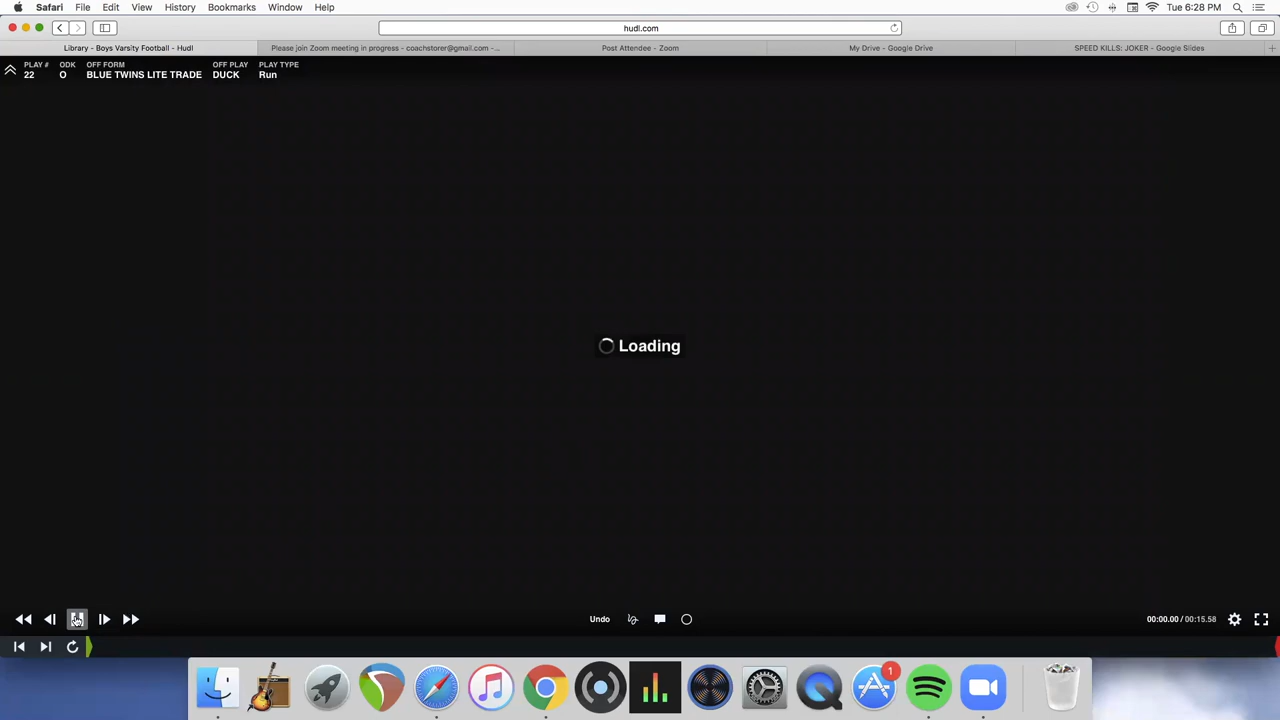 Safari File Edit View History Bookmarks Window Help Tue 6:28 PM
hudl.com
Library - Boys Varsity Football - Hudl Please join Zoom meeting in progress - coachstorer@gmail.com -... Post Attendee - Zoom My Drive - Google Drive SPEED KILLS: JOKER - Google Slides
PLAY # ODK OFF FORM OFF PLAY PLAY TYPE
22 O BLUE TWINS LITE TRADE DUCK Run
Loading
Undo 00:00.00 / 00:15.58
1